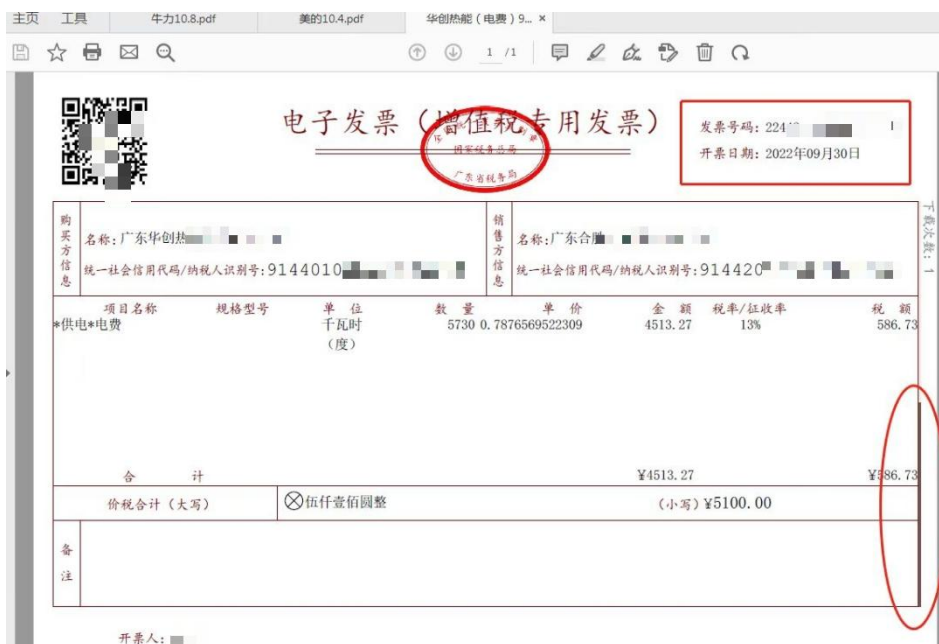 主页 工具 牛力10.8.pdf 美的10.4.pdf 华创热能（电费）9... ×
1 /1
电子发票（增值税专用发票）
国家税务总局
广东省税务局
发票号码: 224
开票日期: 2022年09月30日
下载次数: 1
购买方信息
名称: 广东华创热
统一社会信用代码/纳税人识别号: 9144010
销售方信息
名称: 广东合
统一社会信用代码/纳税人识别号: 914420
项目名称 规格型号 单位 数量 单价 金额 税率/征收率 税额
*供电*电费 千瓦时 5730 0.7876569522309 4513.27 13% 586.73
（度）
合计 ¥4513.27 ¥586.73
价税合计（大写） ⊗伍仟壹佰圆整 (小写) ¥5100.00
备注
开票人: